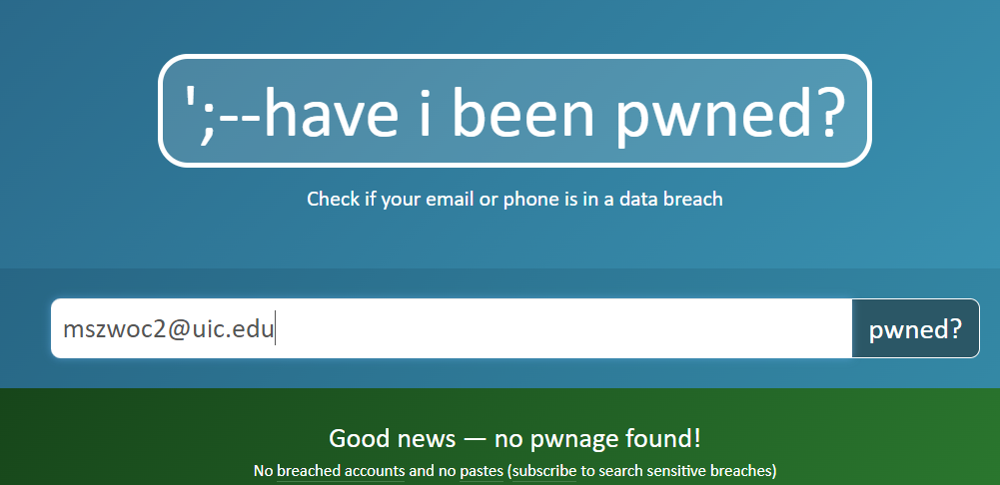 ';--have i been pwned?
Check if your email or phone is in a data breach
mszwoc2@uic.edu
pwned?
Good news — no pwnage found!
No breached accounts and no pastes (subscribe to search sensitive breaches)